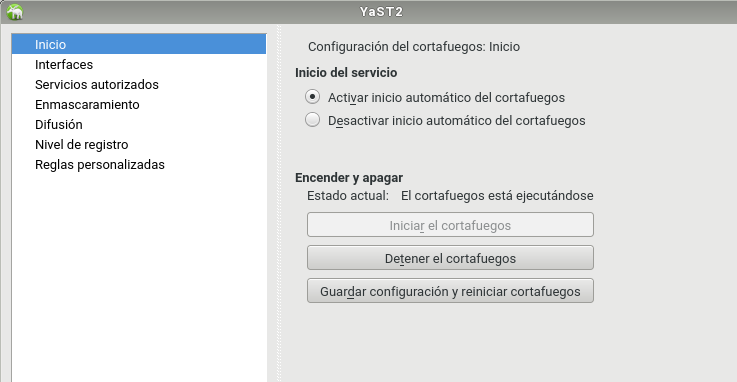 YaST2
Inicio
Interfaces
Servicios autorizados
Enmascaramiento
Difusión
Nivel de registro
Reglas personalizadas
Configuración del cortafuegos: Inicio
Inicio del servicio
Activar inicio automático del cortafuegos
Desactivar inicio automático del cortafuegos
Encender y apagar
Estado actual: El cortafuegos está ejecutándose
Iniciar el cortafuegos
Detener el cortafuegos
Guardar configuración y reiniciar cortafuegos